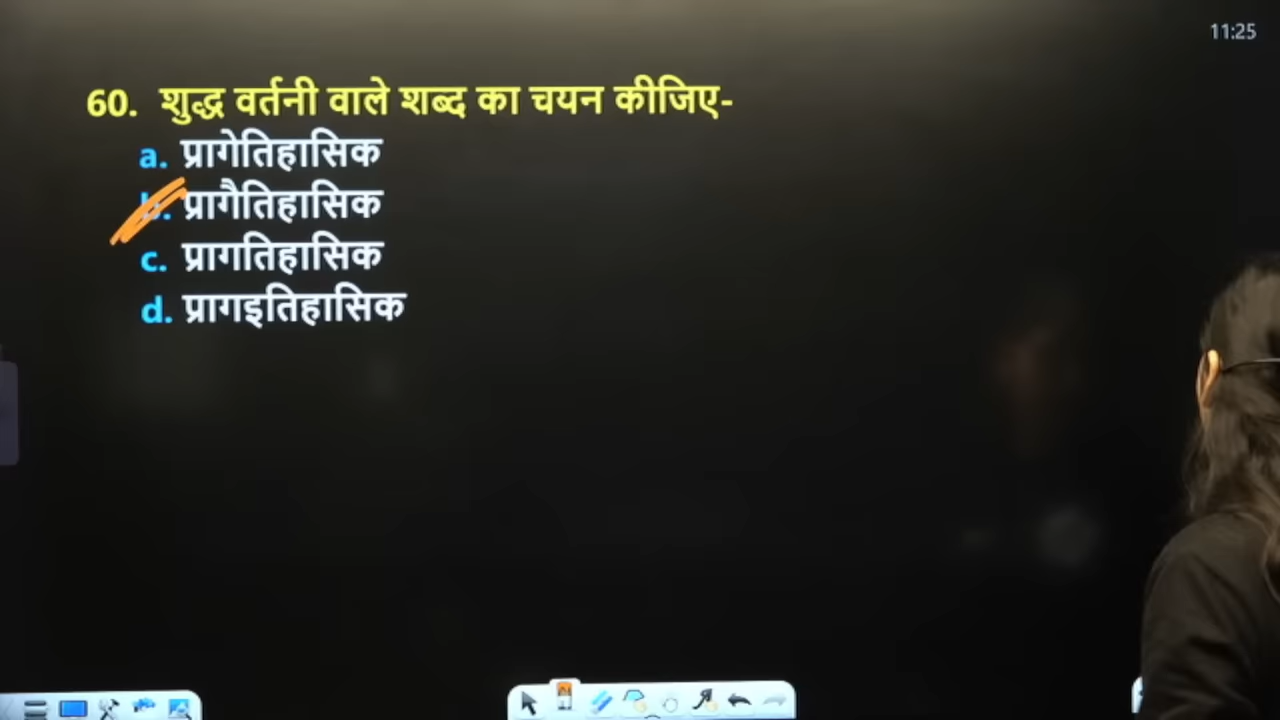 11:25
60. शुद्ध वर्तनी वाले शब्द का चयन कीजिए-
a. प्रागेतिहासिक
b. प्रागैतिहासिक
c. प्रागतिहासिक
d. प्रागइतिहासिक